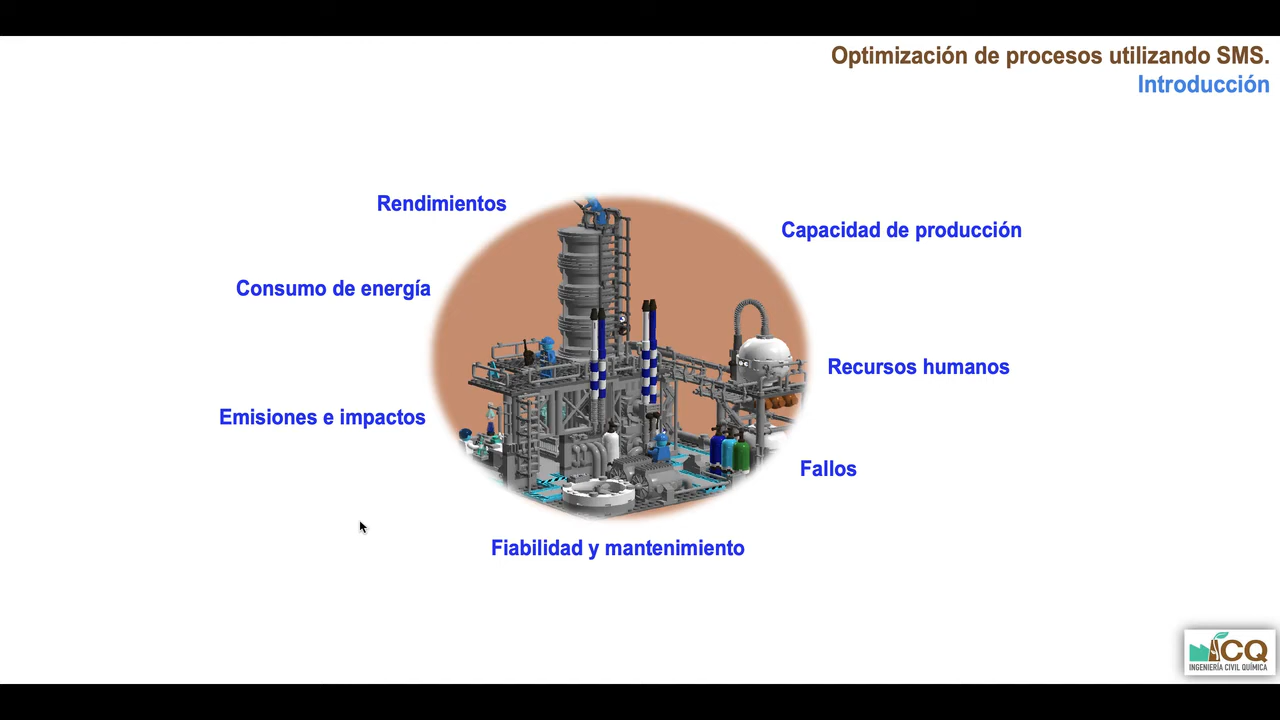 Optimización de procesos utilizando SMS.
Introducción
Rendimientos
Capacidad de producción
Consumo de energía
Recursos humanos
Emisiones e impactos
Fallos
Fiabilidad y mantenimiento
ICQ
INGENIERÍA CIVIL QUÍMICA